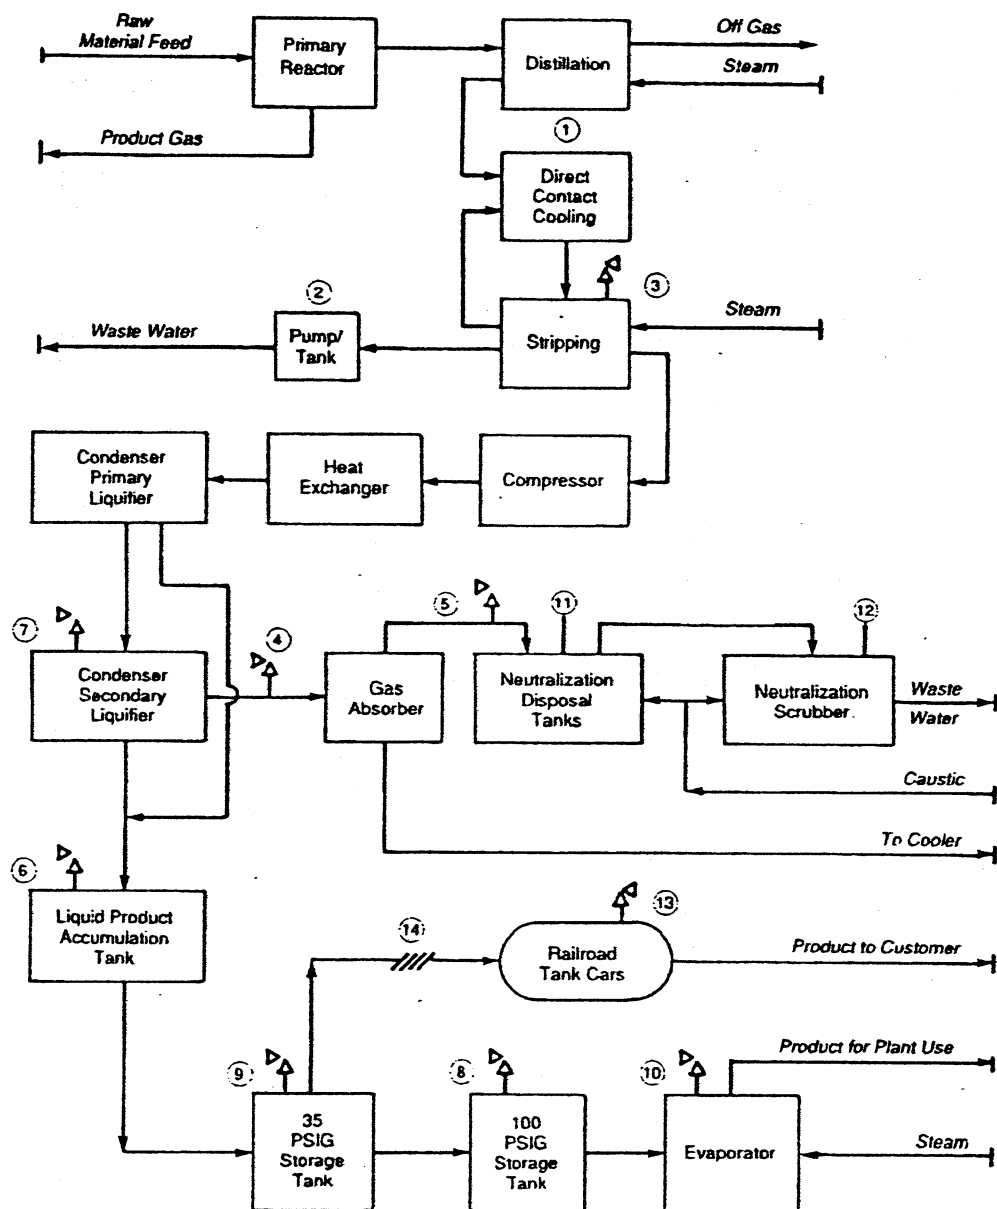 Raw
Material Feed
Primary
Reactor
Distillation
Off Gas
Steam
Product Gas
1
Direct
Contact
Cooling
2
3
Waste Water
Pump/
Tank
Stripping
Steam
Condenser
Primary
Liquifier
Heat
Exchanger
Compressor
7
4
5
11
12
Condenser
Secondary
Liquifier
Gas
Absorber
Neutralization
Disposal
Tanks
Neutralization
Scrubber
Waste
Water
Caustic
To Cooler
6
Liquid Product
Accumulation
Tank
14
13
Railroad
Tank Cars
Product to Customer
Product for Plant Use
9
8
10
35
PSIG
Storage
Tank
100
PSIG
Storage
Tank
Evaporator
Steam